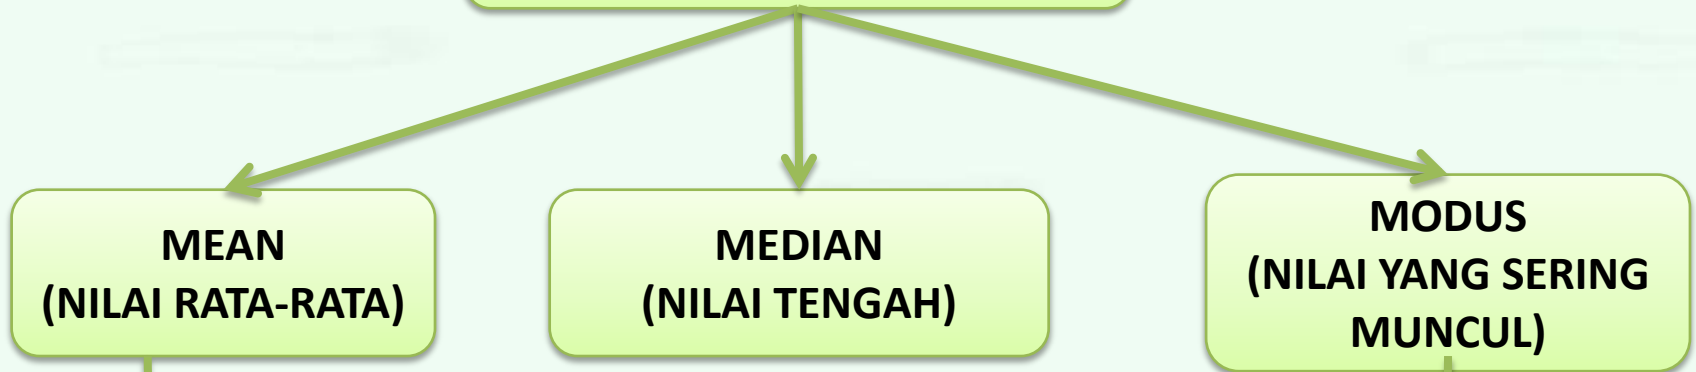 MEAN
(NILAI RATA-RATA)
MEDIAN
(NILAI TENGAH)
MODUS
(NILAI YANG SERING
MUNCUL)